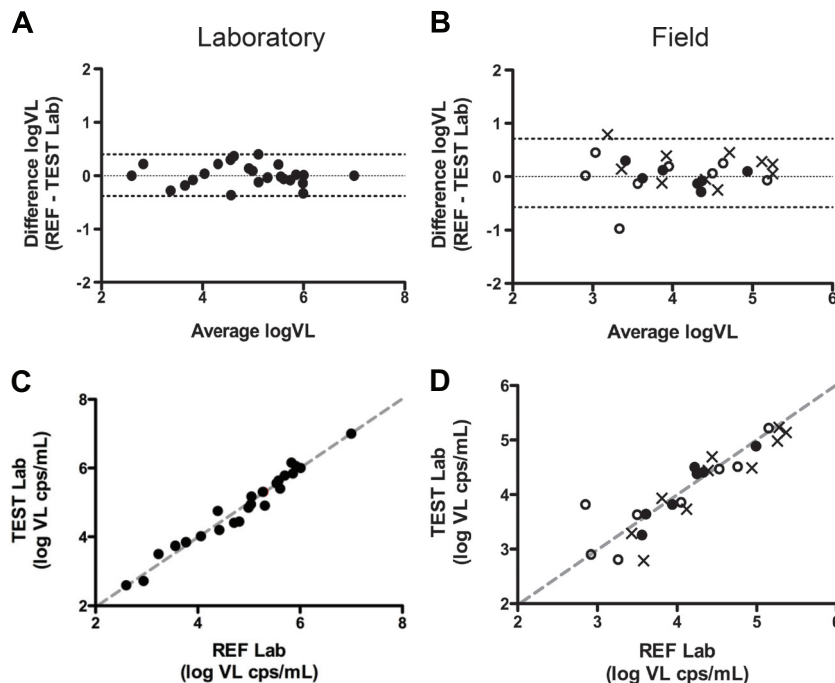 A
Laboratory
Difference logVL
(REF - TEST Lab)
2
1
0
-1
-2
2
4
6
8
Average logVL
B
Field
Difference logVL
(REF - TEST Lab)
2
1
0
-1
-2
2
3
4
5
6
Average logVL
C
TEST Lab
(log VL cps/mL)
8
6
4
2
2
4
6
8
REF Lab
(log VL cps/mL)
D
TEST Lab
(log VL cps/mL)
6
5
4
3
2
2
3
4
5
6
REF Lab
(log VL cps/mL)